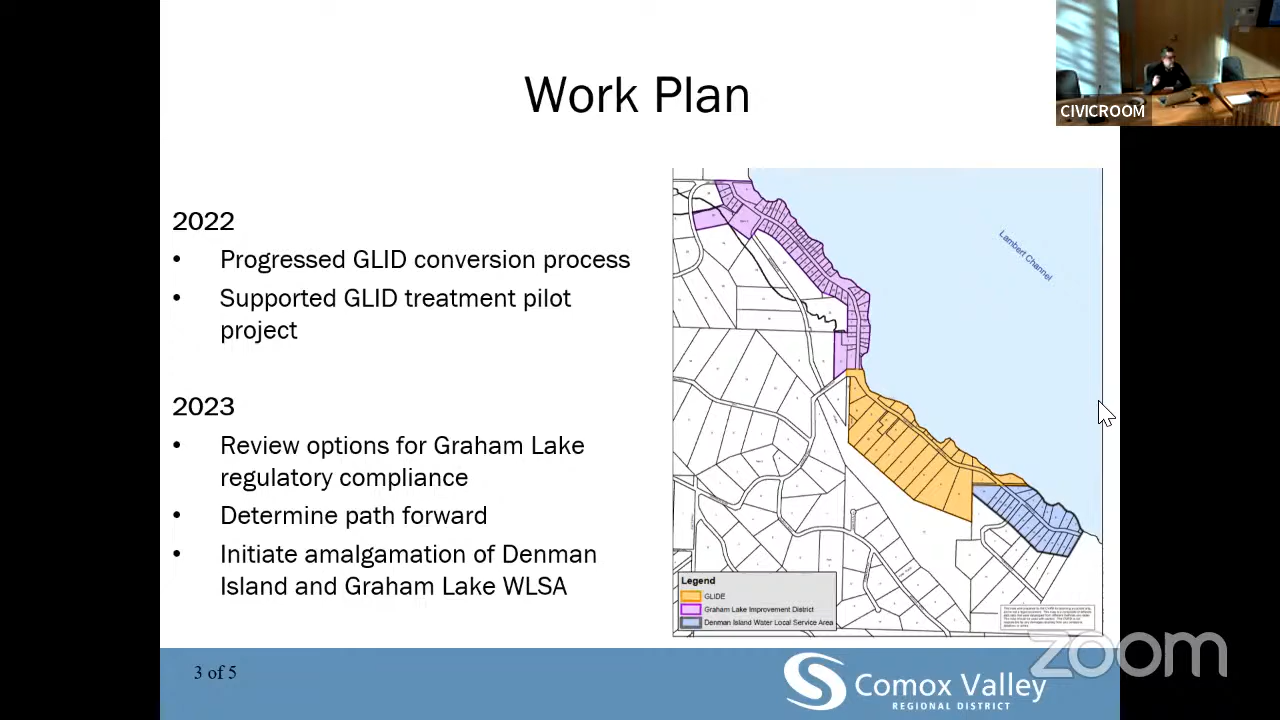 Work Plan
CIVICROOM
2022
• Progressed GLID conversion process
• Supported GLID treatment pilot
project
2023
• Review options for Graham Lake
regulatory compliance
• Determine path forward
• Initiate amalgamation of Denman
Island and Graham Lake WLSA
Lambert Channel
Legend
GLIDE
Graham Lake Improvement District
Denman Island Water Local Service Area
3 of 5
Comox Valley
REGIONAL DISTRICT
zoom